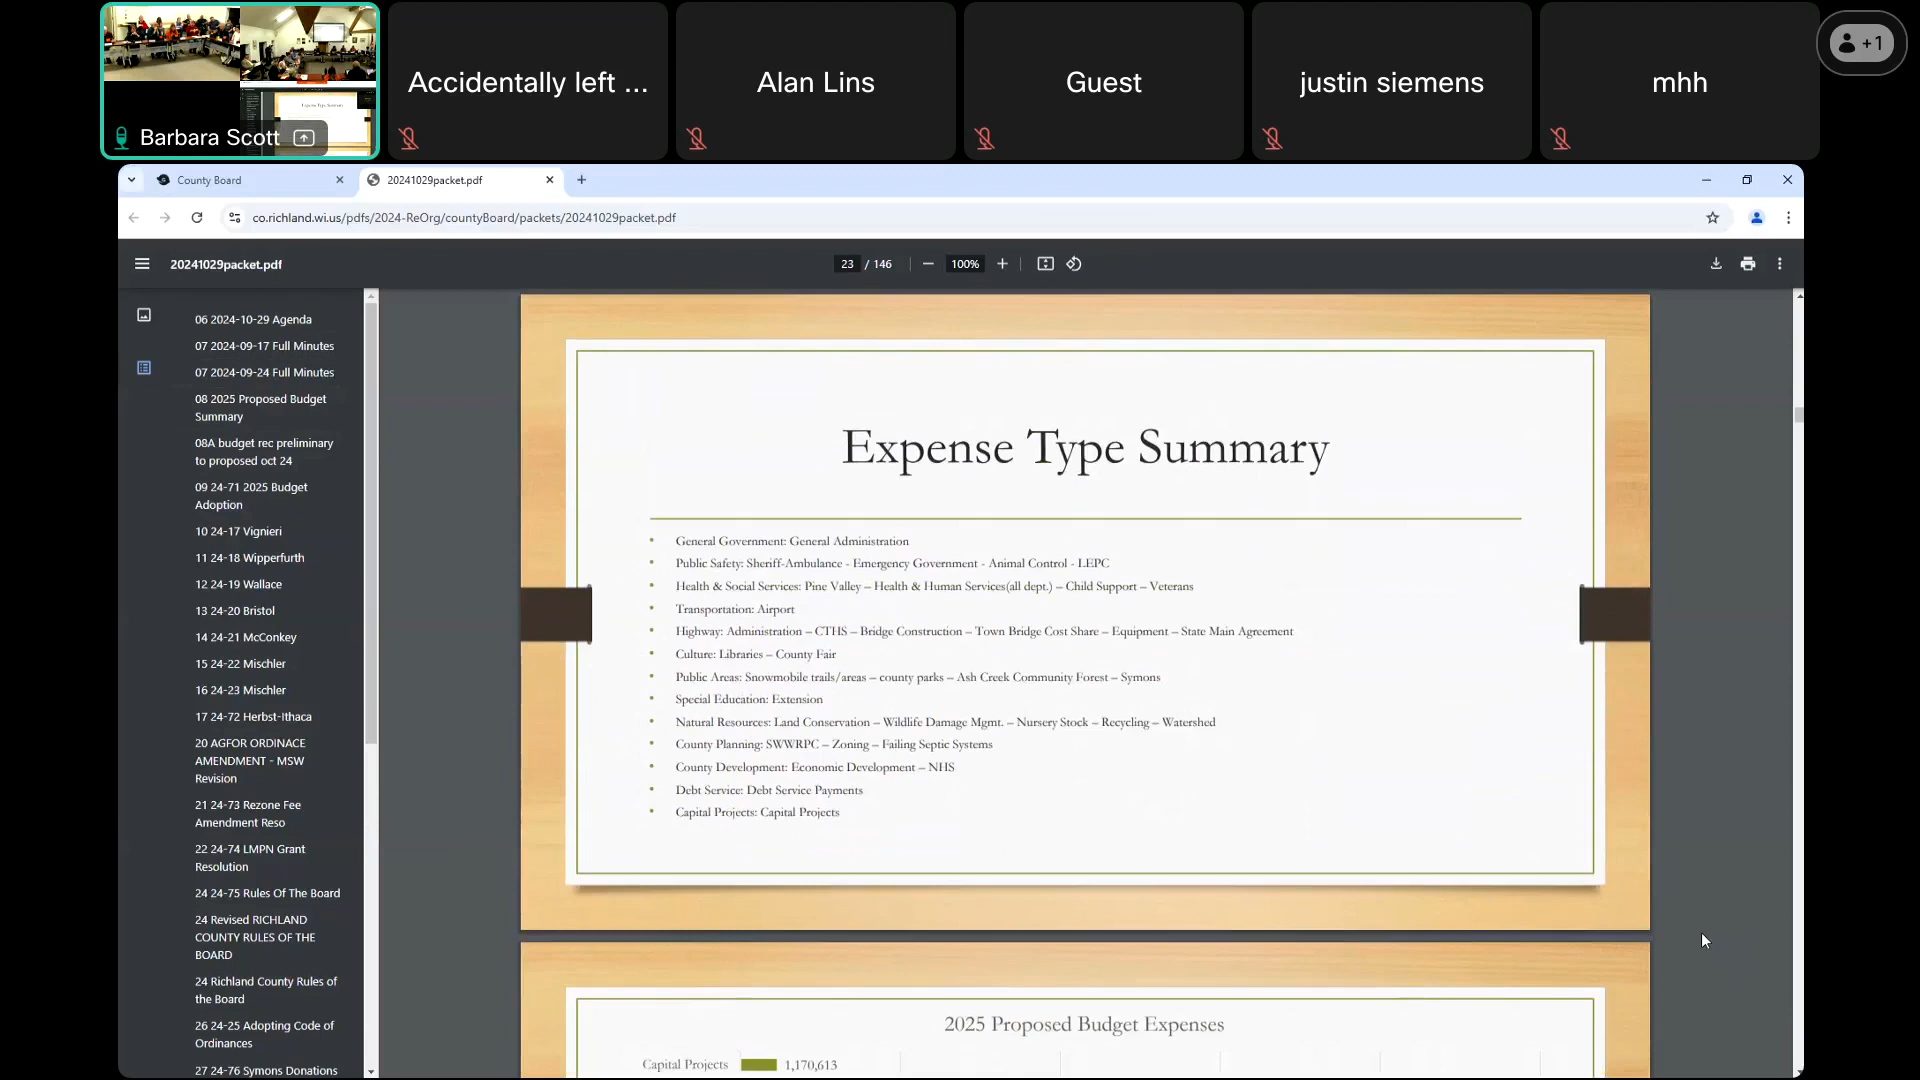 Barbara Scott
Accidentally left ...
Alan Lins
Guest
justin siemens
mhh
+1
County Board
20241029packet.pdf
co.richland.wi.us/pdfs/2024-ReOrg/countyBoard/packets/20241029packet.pdf
20241029packet.pdf
23 / 146
100%
06 2024-10-29 Agenda
07 2024-09-17 Full Minutes
07 2024-09-24 Full Minutes
08 2025 Proposed Budget
Summary
08A budget rec preliminary
to proposed oct 24
09 24-71 2025 Budget
Adoption
10 24-17 Vignieri
11 24-18 Wipperfurth
12 24-19 Wallace
13 24-20 Bristol
14 24-21 McConkey
15 24-22 Mischler
16 24-23 Mischler
17 24-72 Herbst-Ithaca
20 AGFOR ORDINACE
AMENDMENT - MSW
Revision
21 24-73 Rezone Fee
Amendment Reso
22 24-74 LMPN Grant
Resolution
24 24-75 Rules Of The Board
24 Revised RICHLAND
COUNTY RULES OF THE
BOARD
24 Richland County Rules of
the Board
26 24-25 Adopting Code of
Ordinances
27 24-76 Symons Donations
Expense Type Summary
• General Government: General Administration
• Public Safety: Sheriff-Ambulance - Emergency Government - Animal Control - LEPC
• Health & Social Services: Pine Valley – Health & Human Services(all dept.) – Child Support – Veterans
• Transportation: Airport
• Highway: Administration – CTHS – Bridge Construction – Town Bridge Cost Share – Equipment – State Main Agreement
• Culture: Libraries – County Fair
• Public Areas: Snowmobile trails/areas – county parks – Ash Creek Community Forest – Symons
• Special Education: Extension
• Natural Resources: Land Conservation – Wildlife Damage Mgmt. – Nursery Stock – Recycling – Watershed
• County Planning: SWWRPC – Zoning – Failing Septic Systems
• County Development: Economic Development – NHS
• Debt Service: Debt Service Payments
• Capital Projects: Capital Projects
2025 Proposed Budget Expenses
Capital Projects 1,170,613